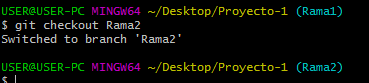 USER@USER-PC MINGW64 ~/Desktop/Proyecto-1 (Rama1)
$ git checkout Rama2
Switched to branch 'Rama2'
USER@USER-PC MINGW64 ~/Desktop/Proyecto-1 (Rama2)
$